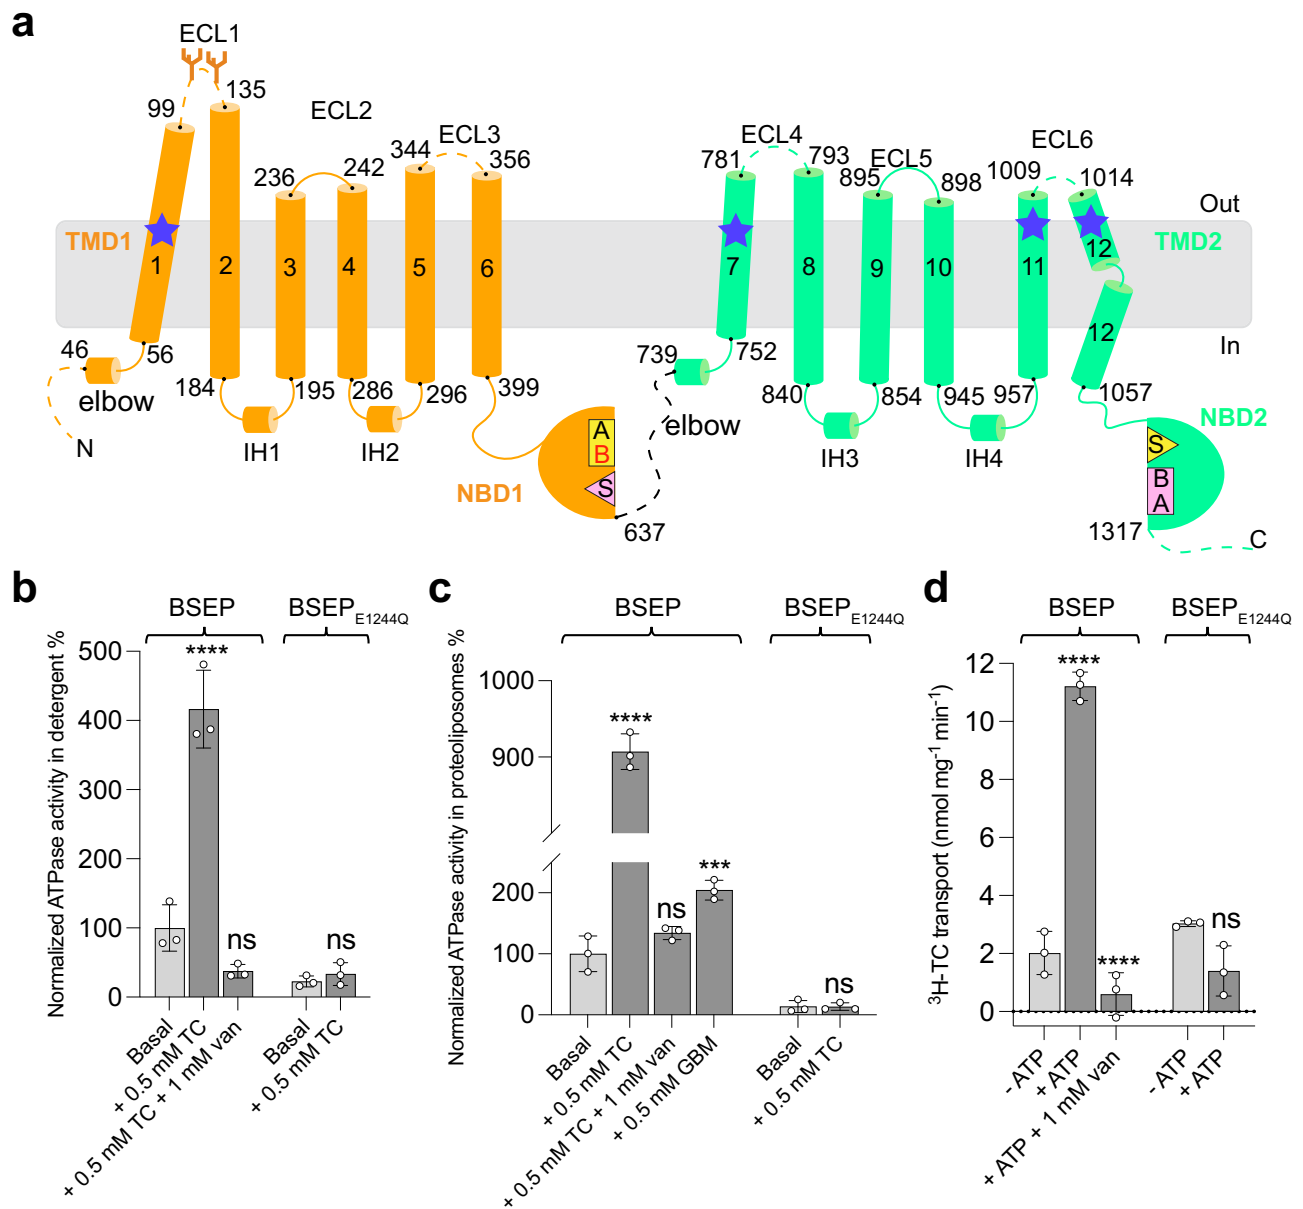 a
ECL1
135
99
ECL2
344
ECL3
356
236
242
781
ECL4
793
895
ECL5
898
ECL6
1009
1014
Out
TMD1
TMD2
1
2
3
4
5
6
7
8
9
10
11
12
12
In
46
56
184
195
286
296
399
739
752
840
854
945
957
1057
elbow
N
IH1
IH2
elbow
IH3
IH4
NBD1
NBD2
A
B
S
S
B
A
637
1317
C
b
BSEP
BSEPE1244Q
Normalized ATPase activity in detergent %
500
400
300
200
100
0
****
ns
ns
Basal
+ 0.5 mM TC
+ 0.5 mM TC + 1 mM van
Basal
+ 0.5 mM TC
c
BSEP
BSEPE1244Q
Normalized ATPase activity in proteoliposomes %
1000
900
200
100
0
****
ns
***
ns
Basal
+ 0.5 mM TC
+ 0.5 mM TC + 1 mM van
+ 0.5 mM GBM
Basal
+ 0.5 mM TC
d
BSEP
BSEPE1244Q
3H-TC transport (nmol mg-1 min-1)
12
10
8
6
4
2
0
****
****
ns
- ATP
+ ATP
+ ATP + 1 mM van
- ATP
+ ATP